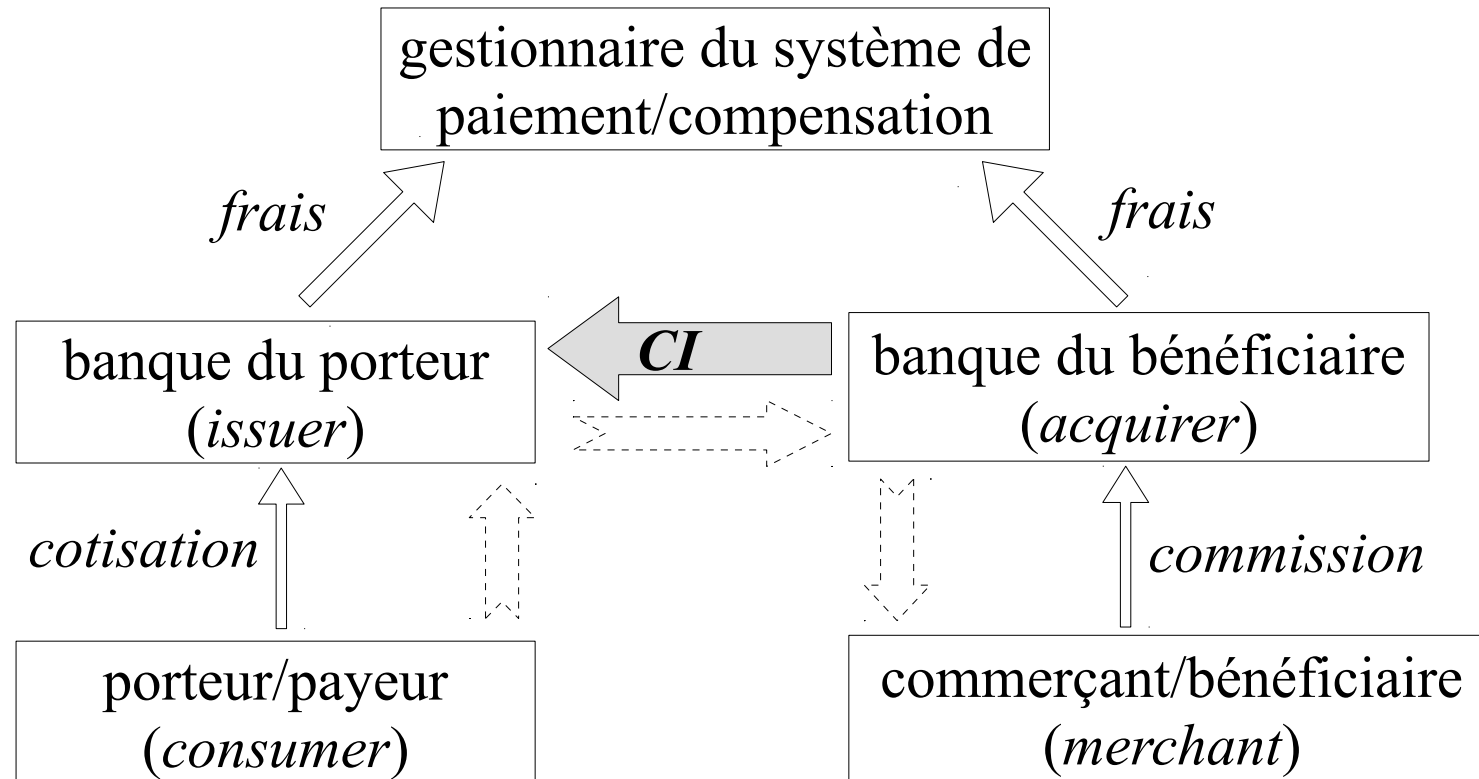 gestionnaire du système de
paiement/compensation
frais
frais
banque du porteur
(issuer)
CI
banque du bénéficiaire
(acquirer)
cotisation
commission
porteur/payeur
(consumer)
commerçant/bénéficiaire
(merchant)